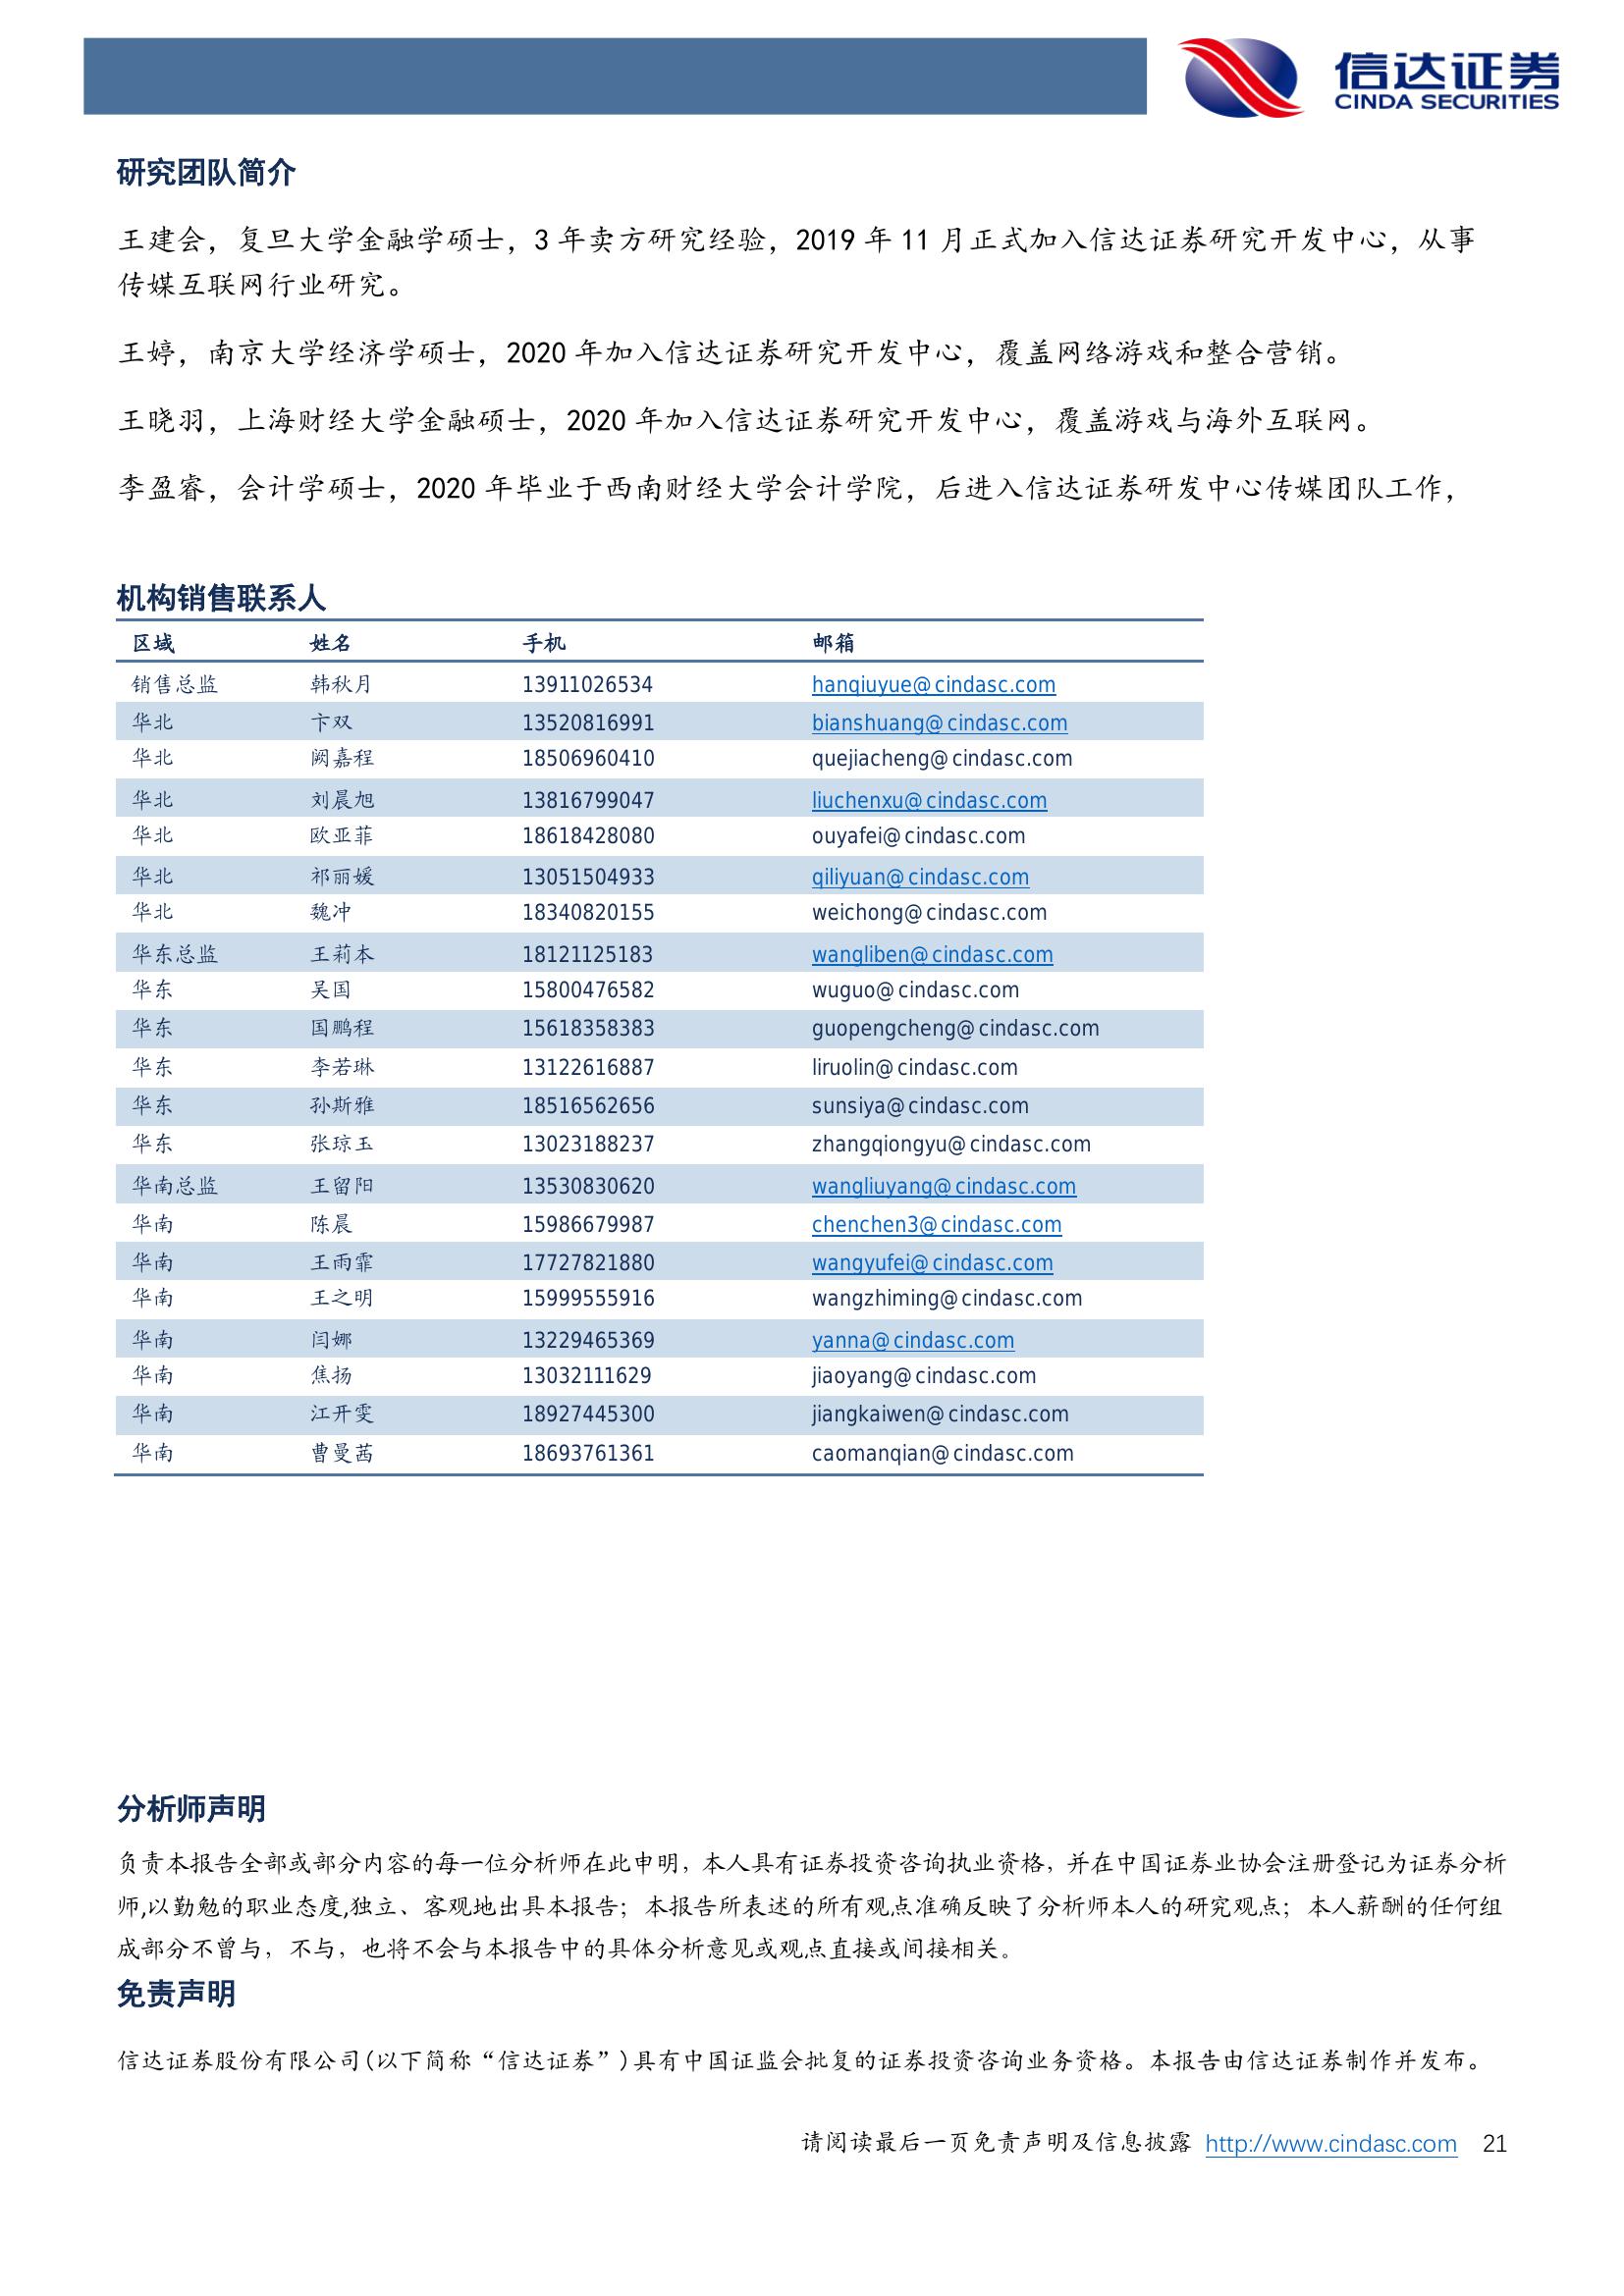 信达证券
CINDA SECURITIES
研究团队简介
王建会，复旦大学金融学硕士，3 年卖方研究经验，2019 年 11 月正式加入信达证券研究开发中心，从事
传媒互联网行业研究。
王婷，南京大学经济学硕士，2020 年加入信达证券研究开发中心，覆盖网络游戏和整合营销。
王晓羽，上海财经大学金融硕士，2020 年加入信达证券研究开发中心，覆盖游戏与海外互联网。
李盈睿，会计学硕士，2020 年毕业于西南财经大学会计学院，后进入信达证券研发中心传媒团队工作，
机构销售联系人
区域 姓名 手机 邮箱
销售总监 韩秋月 13911026534 hanqiuyue@cindasc.com
华北 卞双 13520816991 bianshuang@cindasc.com
华北 阙嘉程 18506960410 quejiacheng@cindasc.com
华北 刘晨旭 13816799047 liuchenxu@cindasc.com
华北 欧亚菲 18618428080 ouyafei@cindasc.com
华北 祁丽媛 13051504933 qiliyuan@cindasc.com
华北 魏冲 18340820155 weichong@cindasc.com
华东总监 王莉本 18121125183 wangliben@cindasc.com
华东 吴国 15800476582 wuguo@cindasc.com
华东 国鹏程 15618358383 guopengcheng@cindasc.com
华东 李若琳 13122616887 liruolin@cindasc.com
华东 孙斯雅 18516562656 sunsiya@cindasc.com
华东 张琼玉 13023188237 zhangqiongyu@cindasc.com
华南总监 王留阳 13530830620 wangliuyang@cindasc.com
华南 陈晨 15986679987 chenchen3@cindasc.com
华南 王雨霏 17727821880 wangyufei@cindasc.com
华南 王之明 15999555916 wangzhiming@cindasc.com
华南 闫娜 13229465369 yanna@cindasc.com
华南 焦扬 13032111629 jiaoyang@cindasc.com
华南 江开雯 18927445300 jiangkaiwen@cindasc.com
华南 曹曼茜 18693761361 caomanqian@cindasc.com
分析师声明
负责本报告全部或部分内容的每一位分析师在此申明，本人具有证券投资咨询执业资格，并在中国证券业协会注册登记为证券分析
师,以勤勉的职业态度,独立、客观地出具本报告；本报告所表述的所有观点准确反映了分析师本人的研究观点；本人薪酬的任何组
成部分不曾与，不与，也将不会与本报告中的具体分析意见或观点直接或间接相关。
免责声明
信达证券股份有限公司(以下简称“信达证券”)具有中国证监会批复的证券投资咨询业务资格。本报告由信达证券制作并发布。
请阅读最后一页免责声明及信息披露 http://www.cindasc.com 21